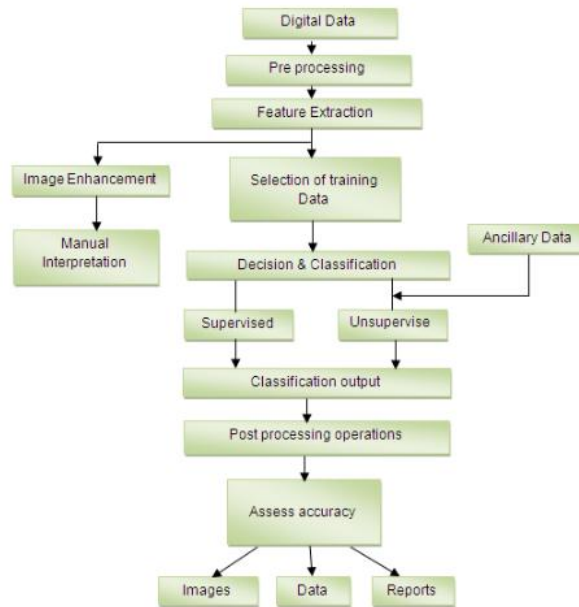 Digital Data
Pre processing
Feature Extraction
Image Enhancement
Selection of training
Data
Manual
Interpretation
Ancillary Data
Decision & Classification
Supervised
Unsupervise
Classification output
Post processing operations
Assess accuracy
Images
Data
Reports